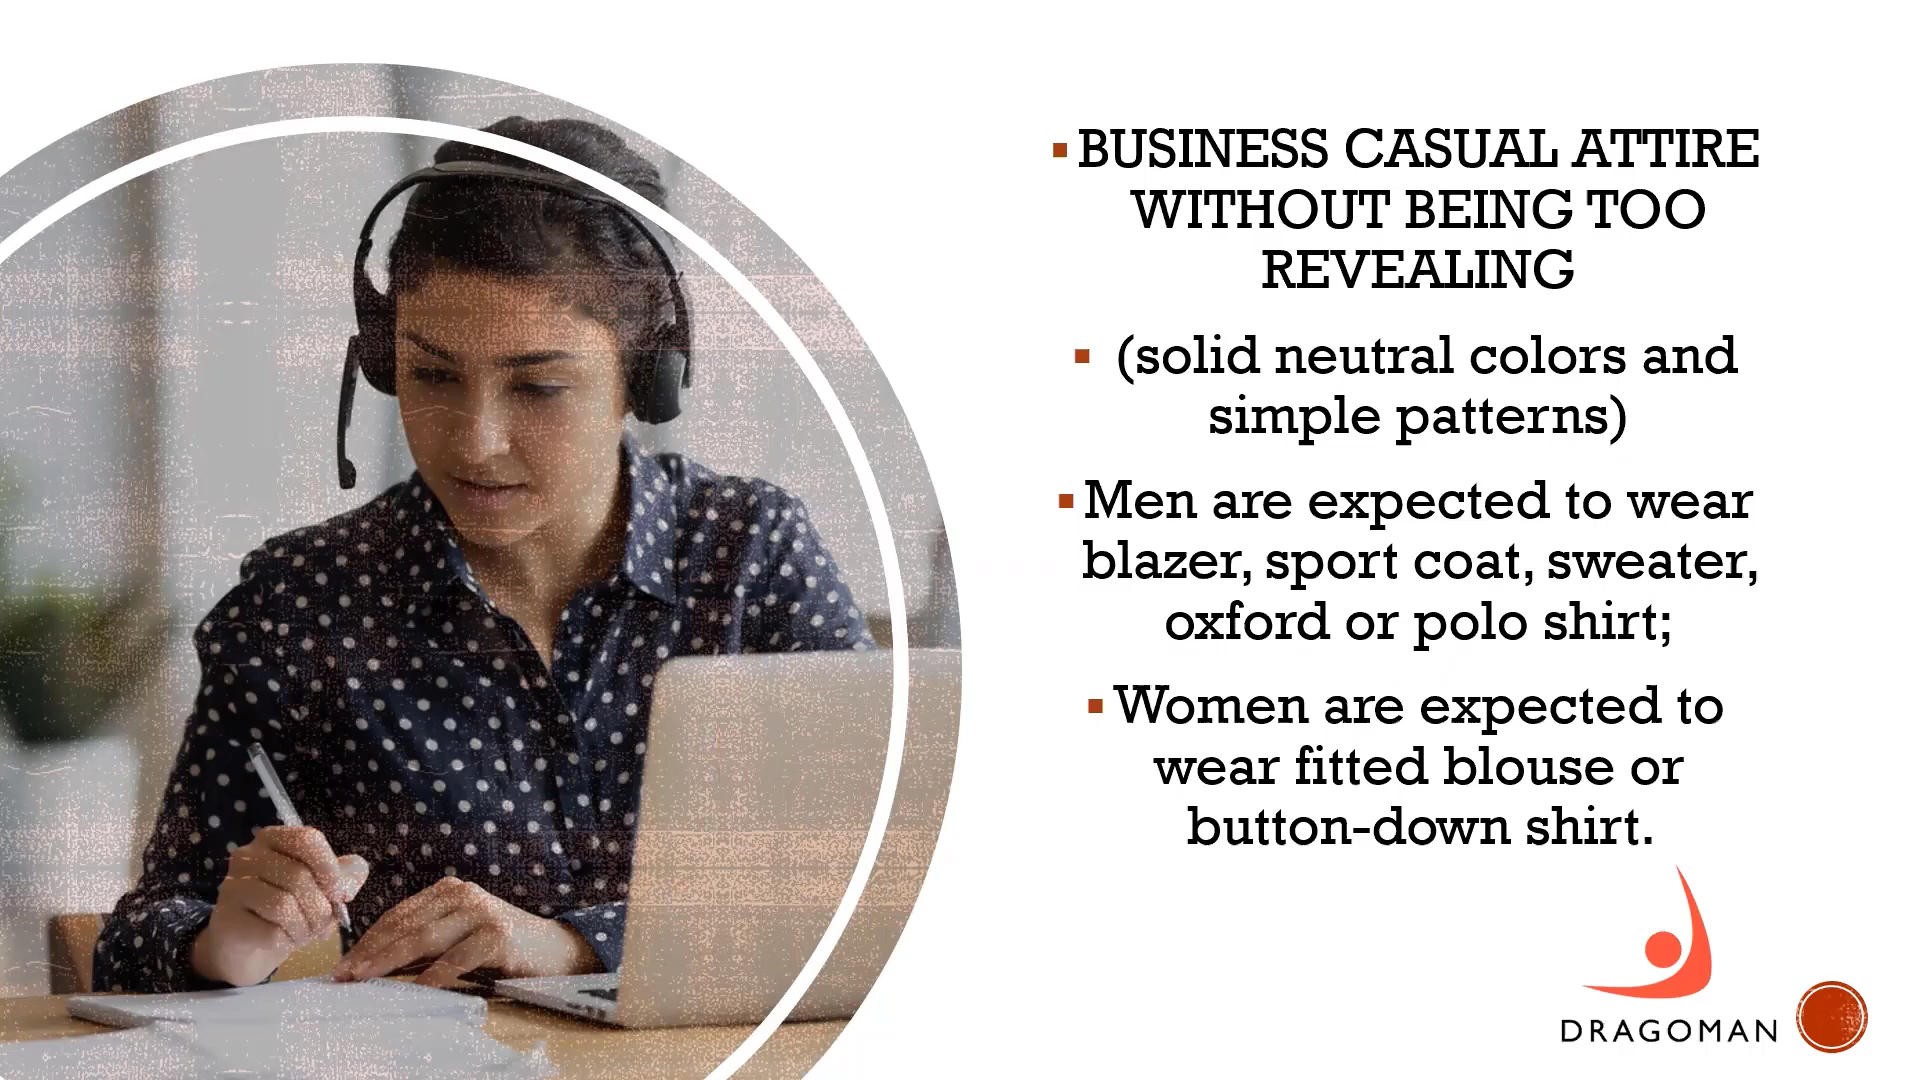 BUSINESS CASUAL ATTIRE
WITHOUT BEING TOO
REVEALING
(solid neutral colors and
simple patterns)
Men are expected to wear
blazer, sport coat, sweater,
oxford or polo shirt;
Women are expected to
wear fitted blouse or
button-down shirt.
DRAGOMAN